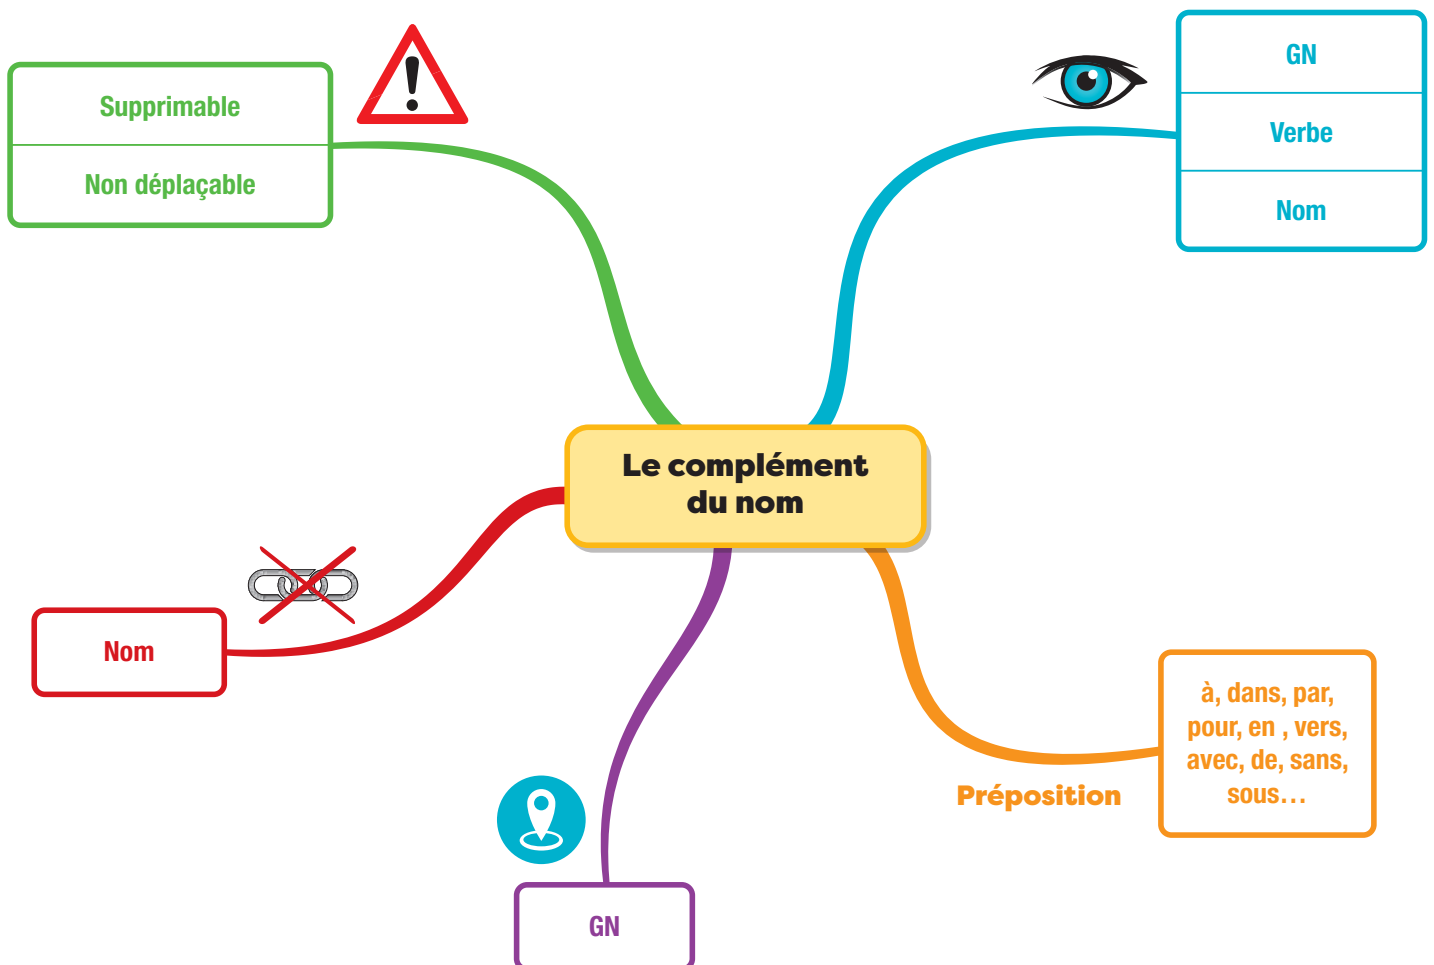 Supprimable
Non déplaçable
GN
Verbe
Nom
Le complément
du nom
Nom
à, dans, par,
pour, en , vers,
avec, de, sans,
sous...
Préposition
GN